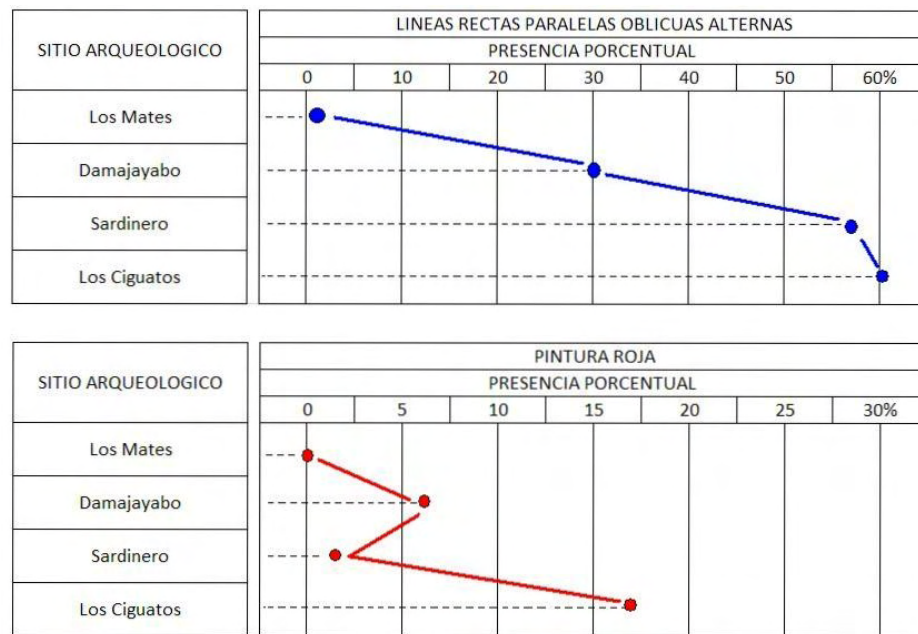 SITIO ARQUEOLOGICO
LINEAS RECTAS PARALELAS OBLICUAS ALTERNAS
PRESENCIA PORCENTUAL
0 10 20 30 40 50 60%
Los Mates
Damajayabo
Sardinero
Los Ciguatos
SITIO ARQUEOLOGICO
PINTURA ROJA
PRESENCIA PORCENTUAL
0 5 10 15 20 25 30%
Los Mates
Damajayabo
Sardinero
Los Ciguatos